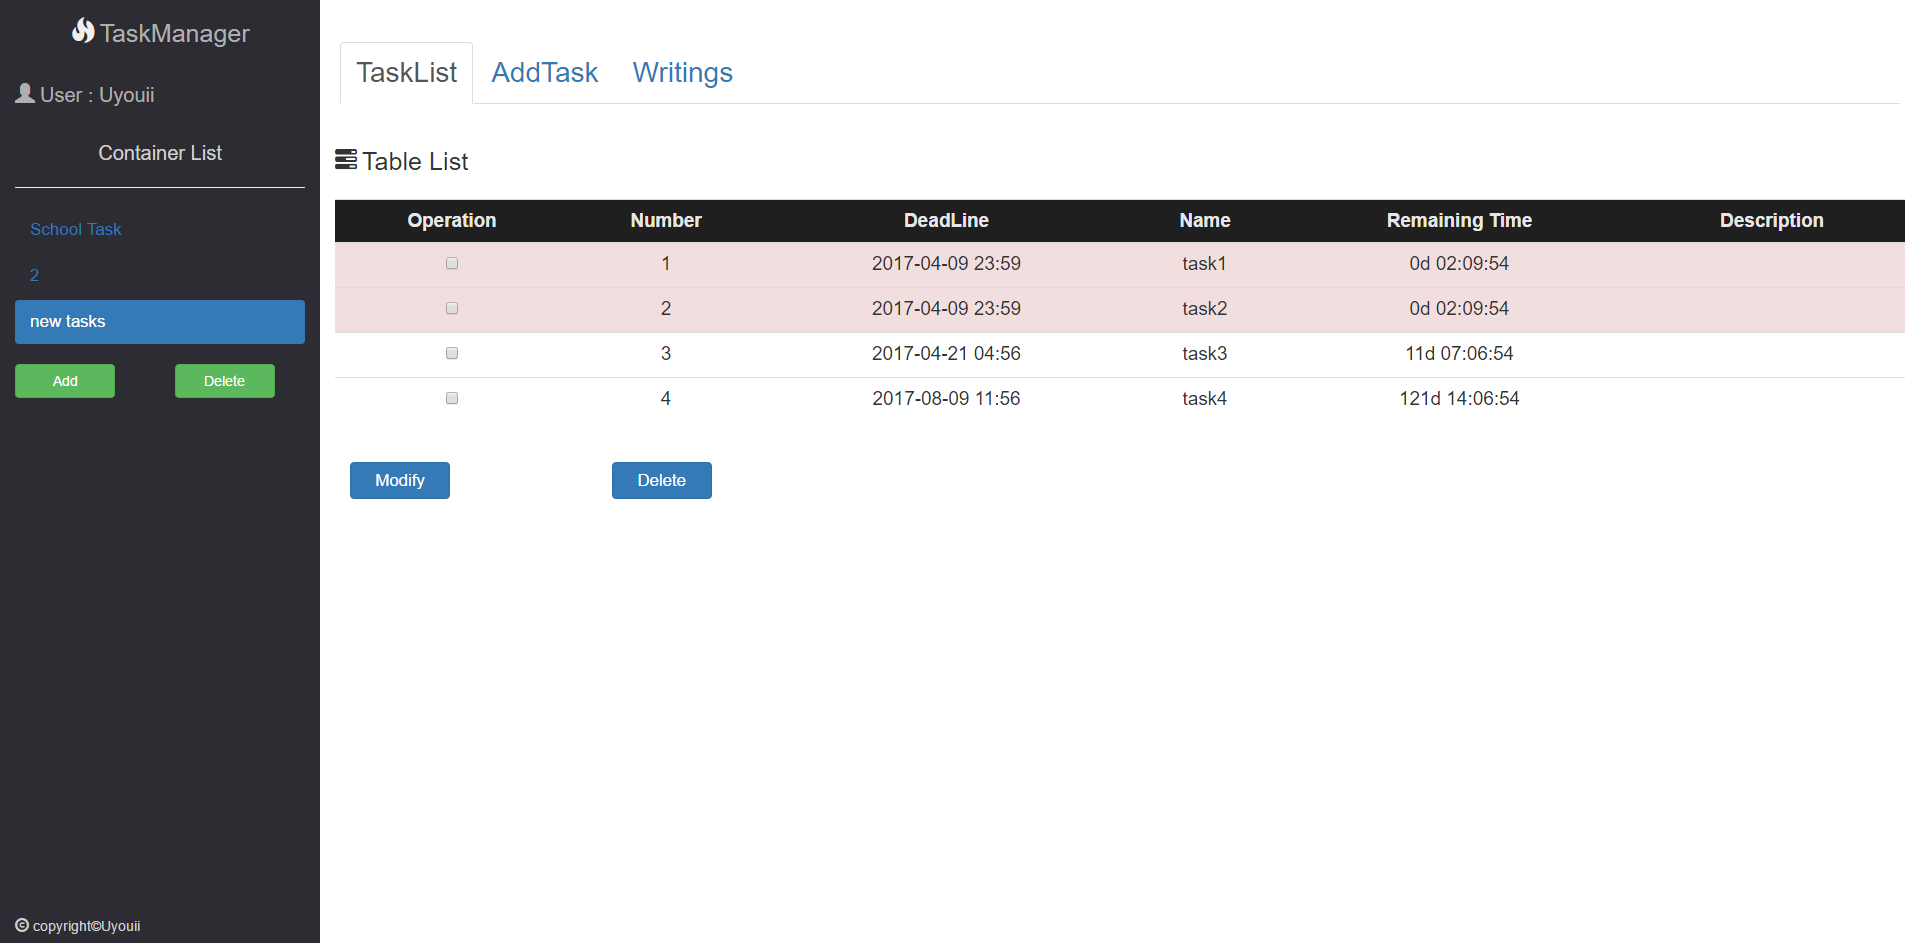 TaskManager
User : Uyouii
Container List
School Task
2
new tasks
Add Delete
copyright©Uyouii
TaskList AddTask Writings
Table List
Operation Number DeadLine Name Remaining Time Description
1 2017-04-09 23:59 task1 0d 02:09:54
2 2017-04-09 23:59 task2 0d 02:09:54
3 2017-04-21 04:56 task3 11d 07:06:54
4 2017-08-09 11:56 task4 121d 14:06:54
Modify Delete